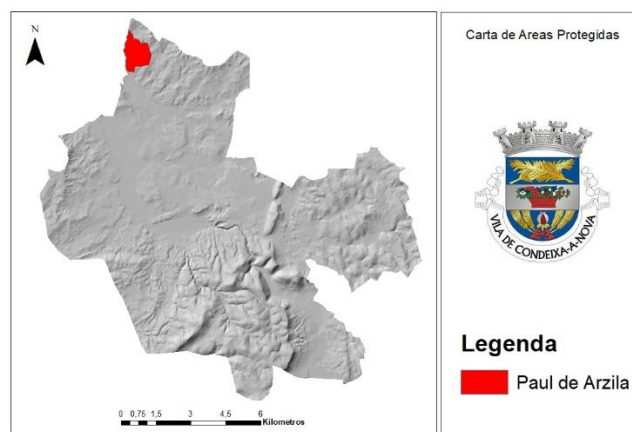 N
Carta de Areas Protegidas
VILA DE CONDEIXA-A-NOVA
Legenda
Paul de Arzila
0 0,75 1,5 3 4,5 6
Kilometros